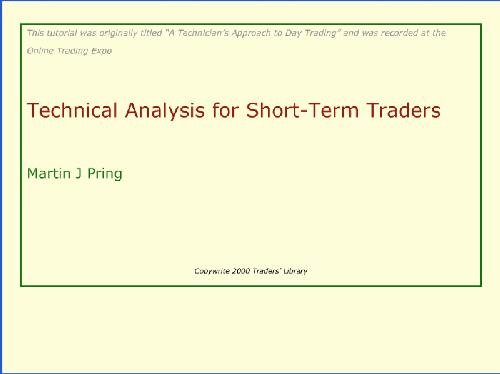 This tutorial was originally titled "A Technician's Approach to Day Trading" and was recorded at the
Online Trading Expo
Technical Analysis for Short-Term Traders
Martin J Pring
Copywrite 2000 Traders' Library